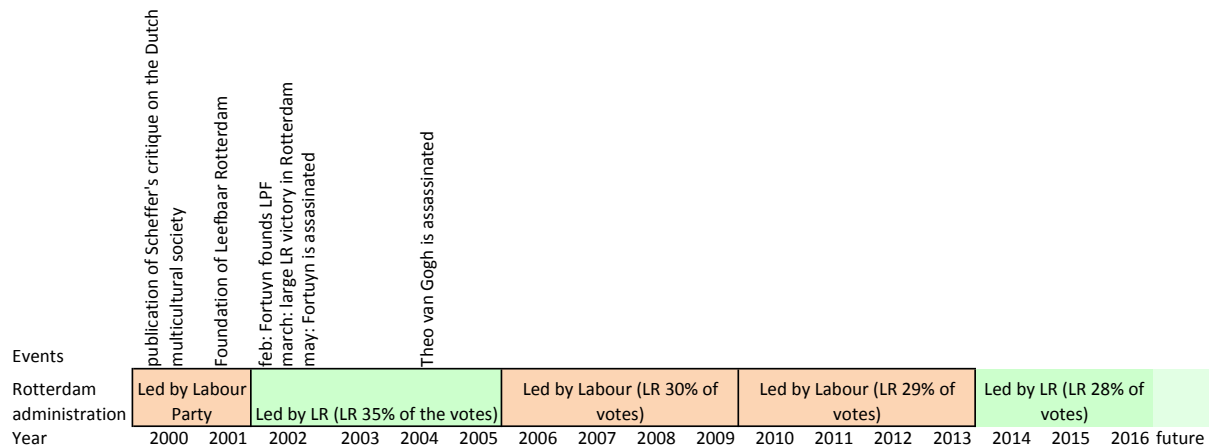 publication of Scheffer's critique on the Dutch
multicultural society
Foundation of Leefbaar Rotterdam
feb: Fortuyn founds LPF
march: large LR victory in Rotterdam
may: Fortuyn is assasinated
Theo van Gogh is assassinated
Events
Rotterdam
administration
Led by Labour
Party
Led by LR (LR 35% of the votes)
Led by Labour (LR 30% of
votes)
Led by Labour (LR 29% of
votes)
Led by LR (LR 28% of
votes)
Year 2000 2001 2002 2003 2004 2005 2006 2007 2008 2009 2010 2011 2012 2013 2014 2015 2016 future